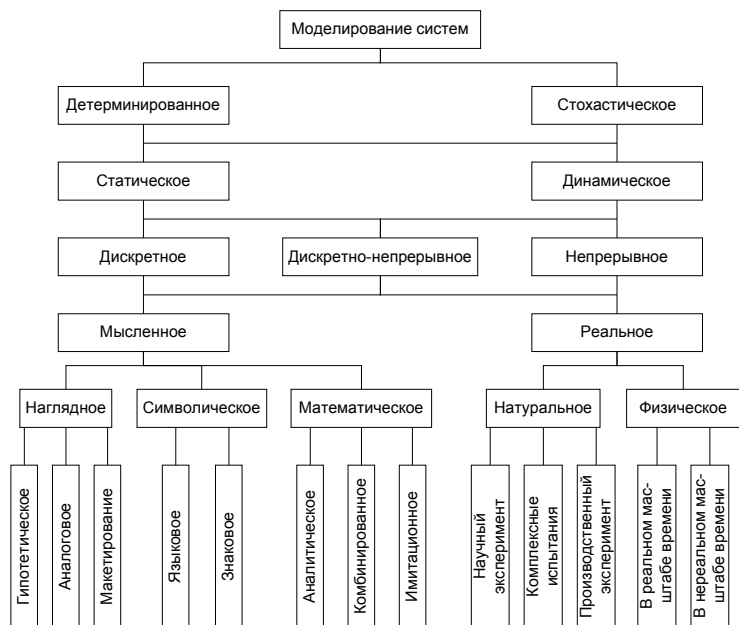 Моделирование систем
Детерминированное
Стохастическое
Статическое
Динамическое
Дискретное
Дискретно-непрерывное
Непрерывное
Мысленное
Реальное
Наглядное
Символическое
Математическое
Натуральное
Физическое
Гипотетическое
Аналоговое
Макетирование
Языковое
Знаковое
Аналитическое
Комбинированное
Имитационное
Научный
эксперимент
Комплексные
испытания
Производственный
эксперимент
В реальном мас-
штабе времени
В нереальном мас-
штабе времени